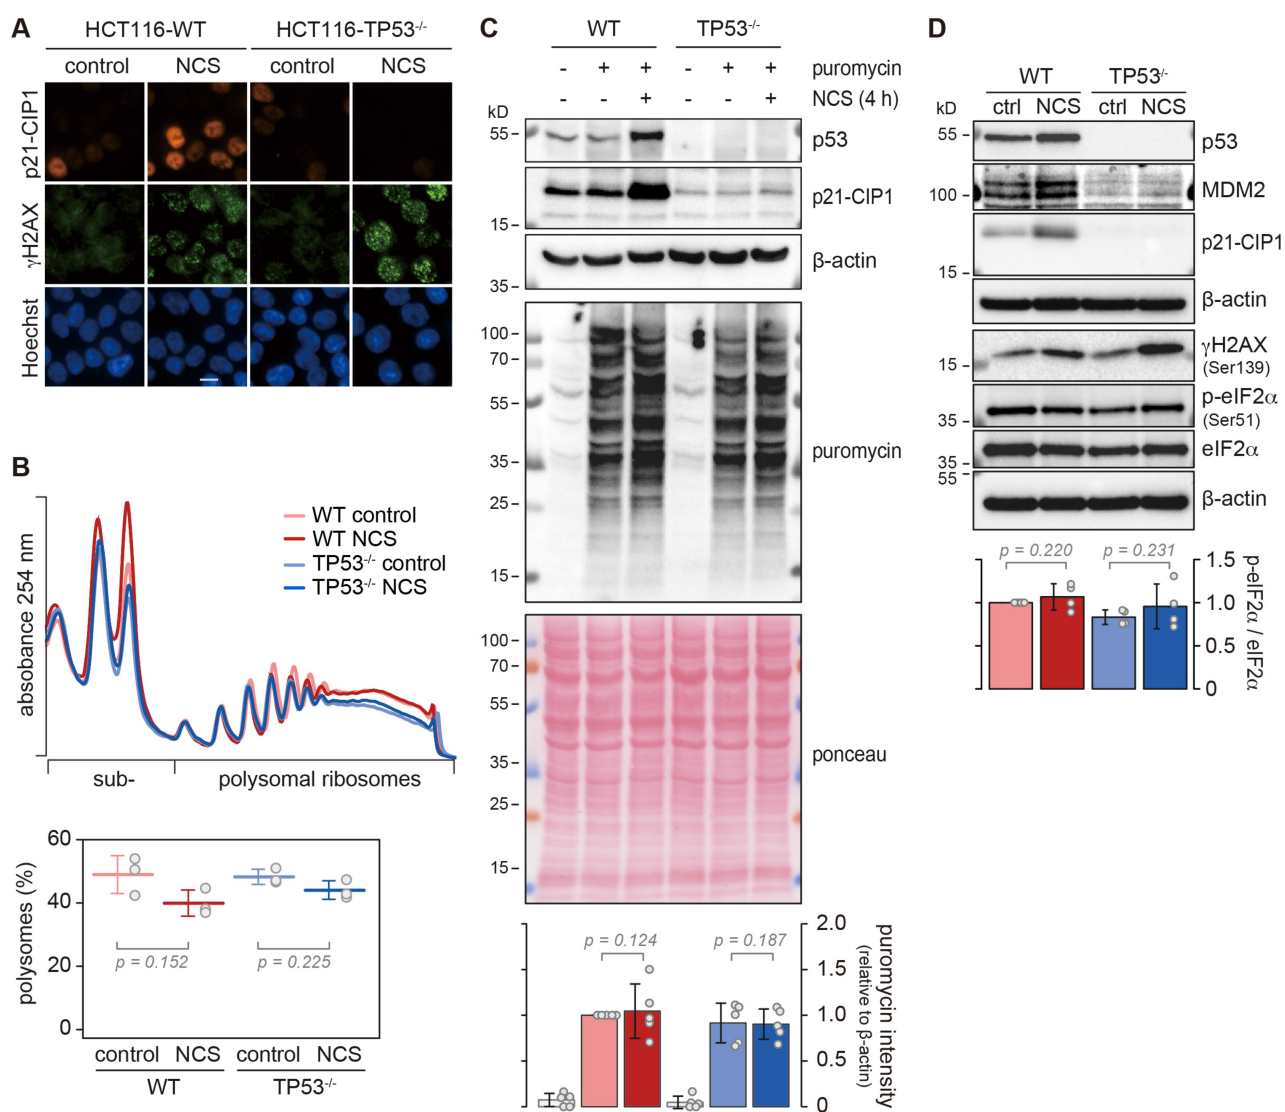 A
HCT116-WT
HCT116-TP53-/-
control
NCS
control
NCS
p21-CIP1
γH2AX
Hoechst
B
absobance 254 nm
WT control
WT NCS
TP53-/- control
TP53-/- NCS
sub-
polysomal ribosomes
polysomes (%)
60
40
20
0
p = 0.152
p = 0.225
control
NCS
control
NCS
WT
TP53-/-
C
WT
TP53-/-
- + + - + + puromycin
- - + - - + NCS (4 h)
kD
55
p53
p21-CIP1
15
β-actin
35
100
70
55
35
25
15
puromycin
100
70
55
35
25
15
ponceau
p = 0.124
p = 0.187
2.0
1.5
1.0
0.5
0
puromycin intensity
(relative to β-actin)
D
WT
TP53-/-
kD
ctrl
NCS
ctrl
NCS
55
p53
100
MDM2
p21-CIP1
15
β-actin
γH2AX
(Ser139)
15
p-eIF2α
(Ser51)
35
eIF2α
35
55
β-actin
p = 0.220
p = 0.231
1.5
1.0
0.5
0
p-eIF2α / eIF2α